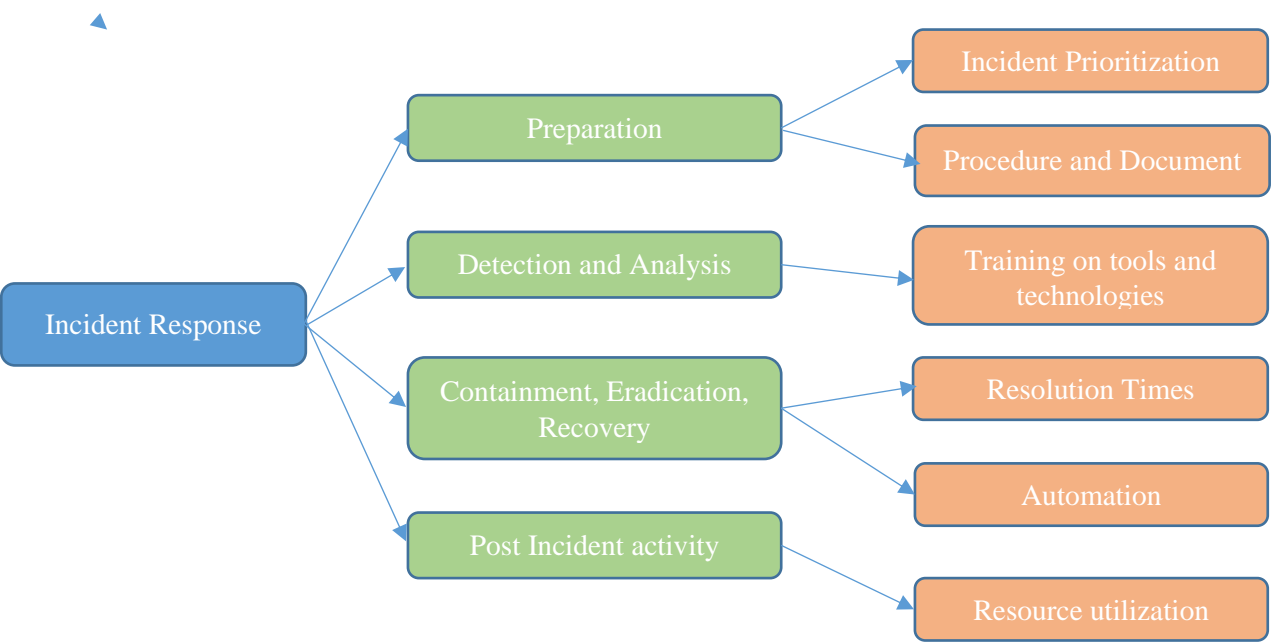 Incident Response
Preparation
Detection and Analysis
Containment, Eradication,
Recovery
Post Incident activity
Incident Prioritization
Procedure and Document
Training on tools and
technologies
Resolution Times
Automation
Resource utilization